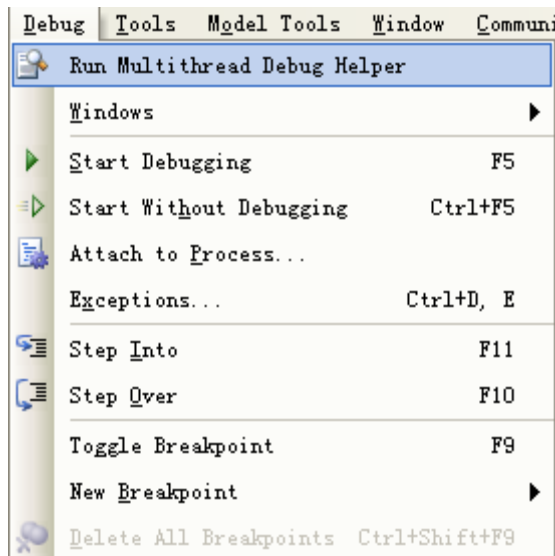 Debug Tools Model Tools Window Communi
Run Multithread Debug Helper
Windows
Start Debugging F5
Start Without Debugging Ctrl+F5
Attach to Process...
Exceptions... Ctrl+D, E
Step Into F11
Step Over F10
Toggle Breakpoint F9
New Breakpoint
Delete All Breakpoints Ctrl+Shift+F9